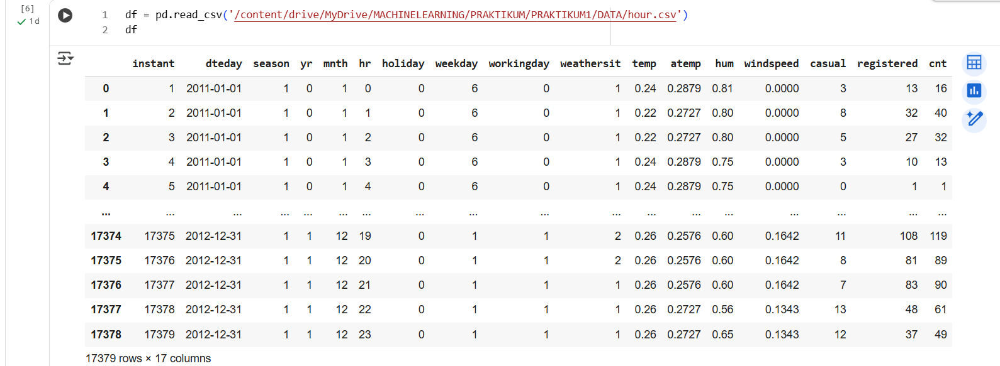 [6]
1 d
1 df = pd.read_csv('/content/drive/MyDrive/MACHINELEARNING/PRAKTIKUM/PRAKTIKUM1/DATA/hour.csv')
2 df
instant dteday season yr mnth hr holiday weekday workingday weathersit temp atemp hum windspeed casual registered cnt
0 1 2011-01-01 1 0 1 0 0 6 0 1 0.24 0.2879 0.81 0.0000 3 13 16
1 2 2011-01-01 1 0 1 1 0 6 0 1 0.22 0.2727 0.80 0.0000 8 32 40
2 3 2011-01-01 1 0 1 2 0 6 0 1 0.22 0.2727 0.80 0.0000 5 27 32
3 4 2011-01-01 1 0 1 3 0 6 0 1 0.24 0.2879 0.75 0.0000 3 10 13
4 5 2011-01-01 1 0 1 4 0 6 0 1 0.24 0.2879 0.75 0.0000 0 1 1
... ... ... ... ... ... ... ... ... ... ... ... ... ... ... ... ... ...
17374 17375 2012-12-31 1 1 12 19 0 1 1 2 0.26 0.2576 0.60 0.1642 11 108 119
17375 17376 2012-12-31 1 1 12 20 0 1 1 2 0.26 0.2576 0.60 0.1642 8 81 89
17376 17377 2012-12-31 1 1 12 21 0 1 1 1 0.26 0.2576 0.60 0.1642 7 83 90
17377 17378 2012-12-31 1 1 12 22 0 1 1 1 0.26 0.2727 0.56 0.1343 13 48 61
17378 17379 2012-12-31 1 1 12 23 0 1 1 1 0.26 0.2727 0.65 0.1343 12 37 49
17379 rows × 17 columns